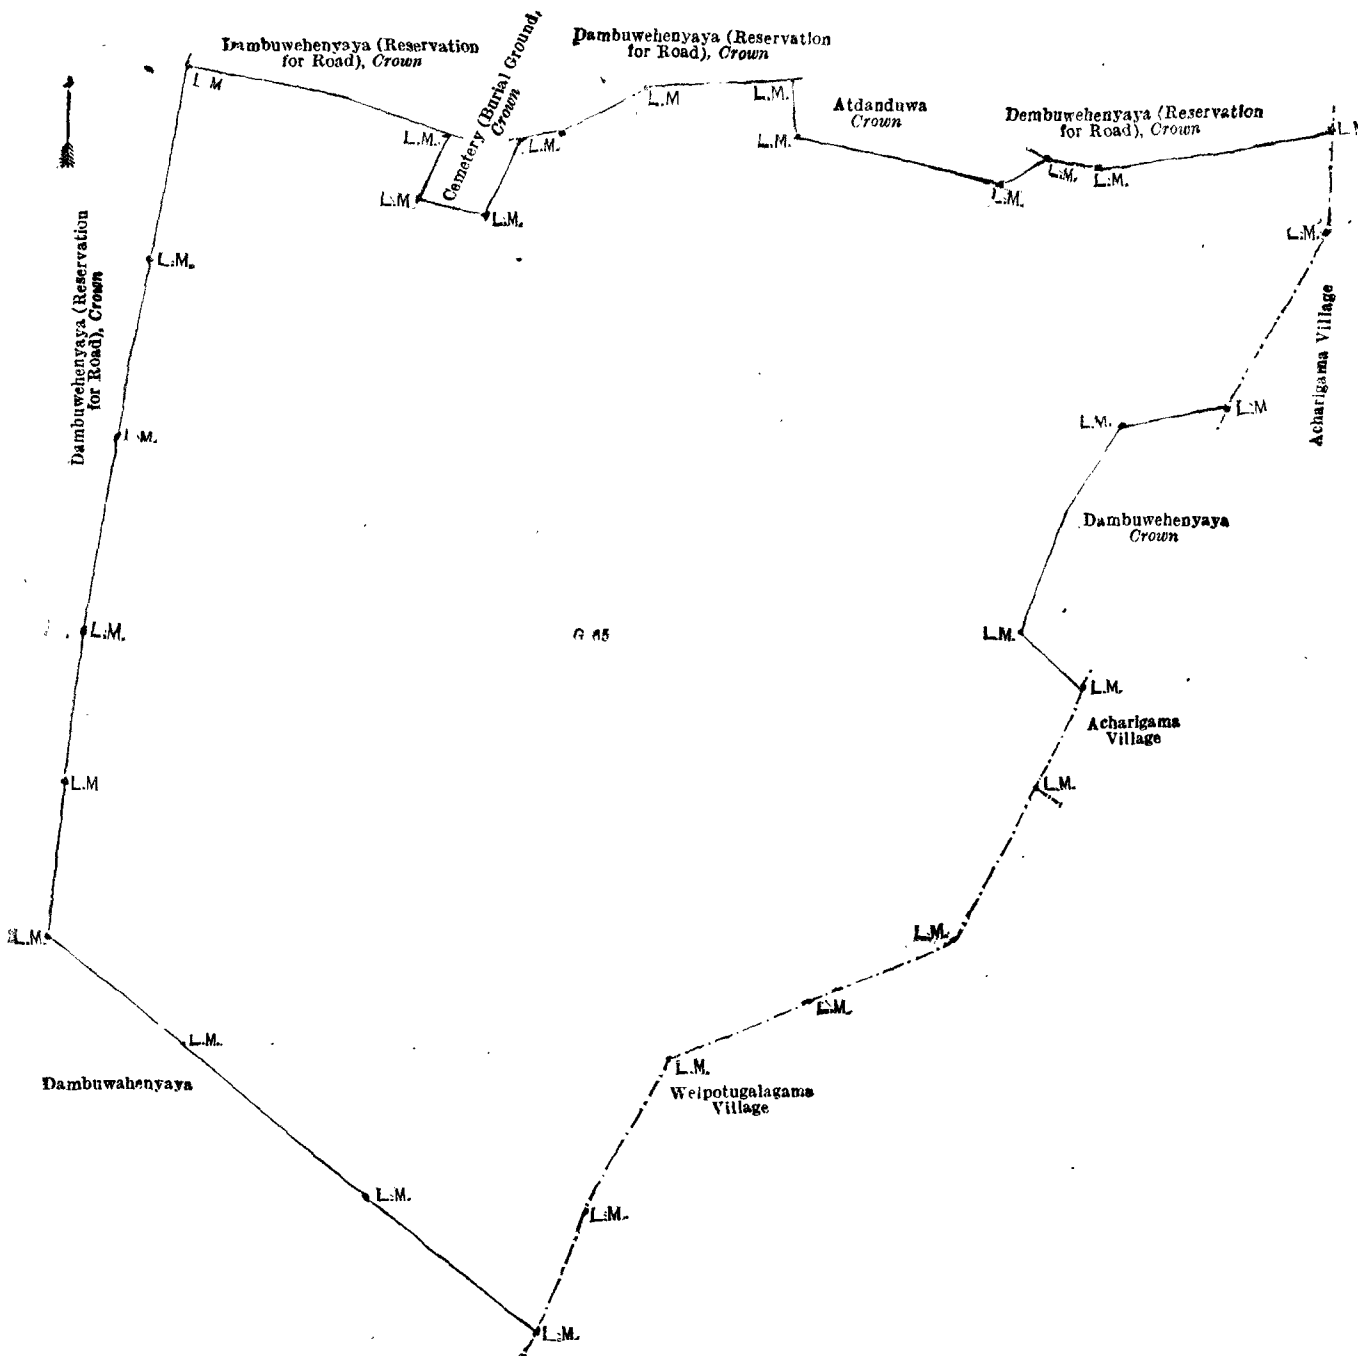 Dambuwehenyaya (Reservation
for Road), Crown
Cemetery (Burial Ground,
Crown
Dambuwehenyaya (Reservation
for Road), Crown
Atdanduwa
Crown
Dembuwehenyaya (Reservation
for Road), Crown
L M
L.M.
L.M
L.M.
L.M.
L.M.
L.M.
L.M
L.M.
L.M.
L.M.
L.M.
L.M.
L.M.
L.M.
Dambuwehenyaya (Reservation
for Road), Crown
Acharigama Village
L.M.
L.M.
L.M
L.M.
Dambuwehenyaya
Crown
L.M.
G 65
L.M.
L.M.
Acharigama
Village
L.M
L.M.
L.M.
L.M.
L.M.
L.M.
L.M.
Dambuwahenyaya
Welpotugalagama
Village
L.M.
L.M.
L.M.